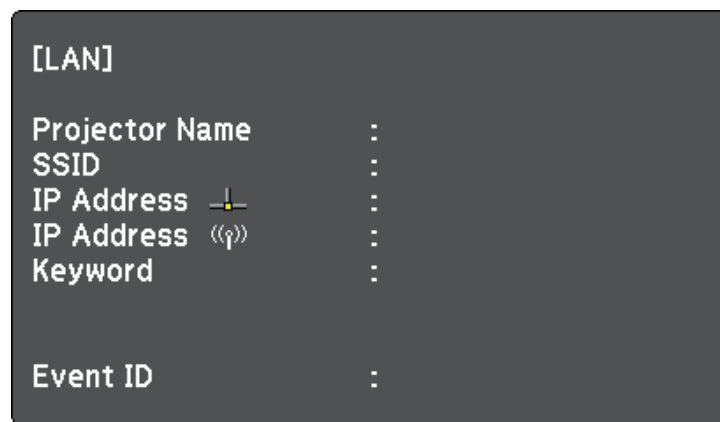 [LAN]
Projector Name :
SSID :
IP Address :
IP Address :
Keyword :
Event ID :